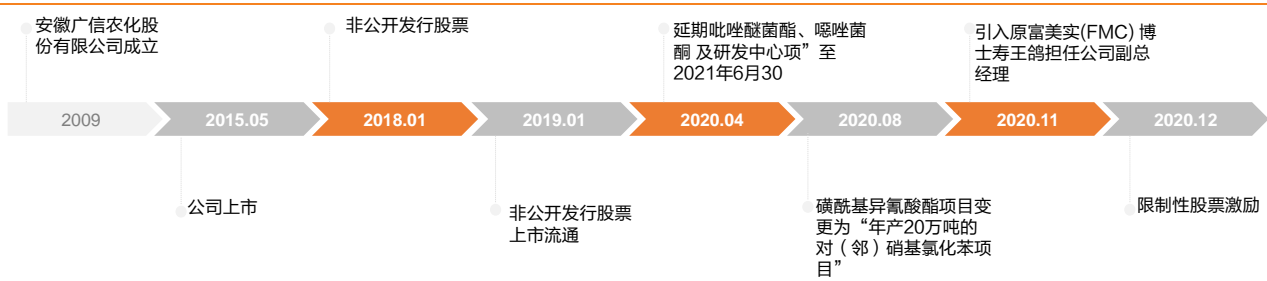 安徽广信农化股
份有限公司成立
非公开发行股票
延期吡唑醚菌酯、噁唑菌
酮 及研发中心项”至
2021年6月30
引入原富美实(FMC) 博
士寿王鸽担任公司副总
经理
2009
2015.05
2018.01
2019.01
2020.04
2020.08
2020.11
2020.12
公司上市
非公开发行股票
上市流通
磺酰基异氰酸酯项目变
更为“年产20万吨的
对（邻）硝基氯化苯项
目”
限制性股票激励